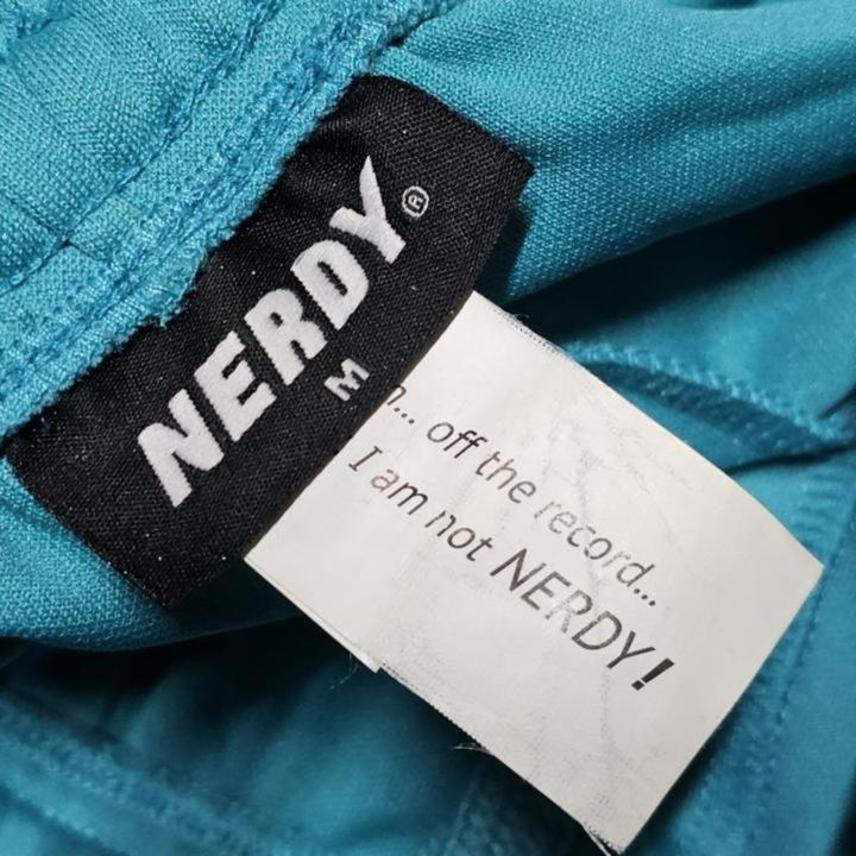 NERDY®
M
... off the record...
I am not NERDY!